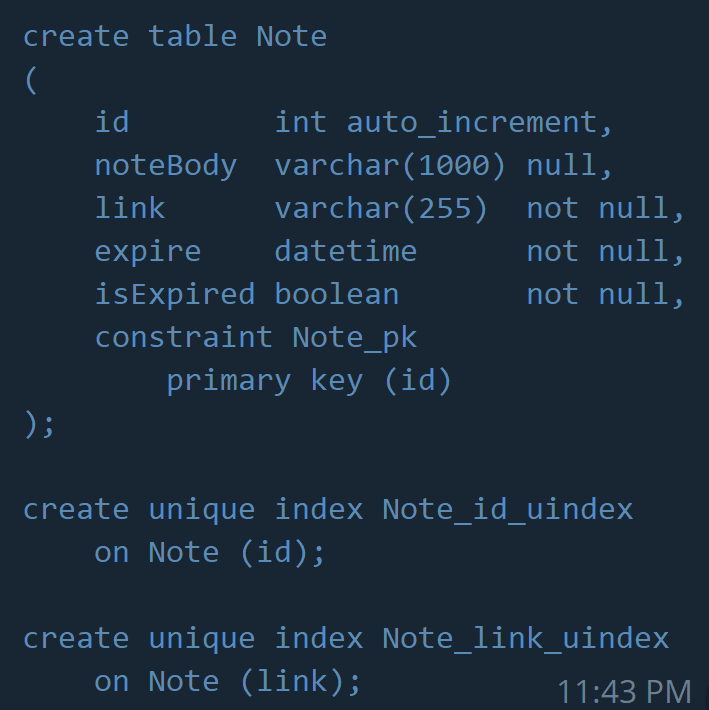 create table Note
(
    id        int auto_increment,
    noteBody  varchar(1000) null,
    link      varchar(255)  not null,
    expire    datetime      not null,
    isExpired boolean       not null,
    constraint Note_pk
        primary key (id)
);

create unique index Note_id_uindex
    on Note (id);

create unique index Note_link_uindex
    on Note (link);
11:43 PM